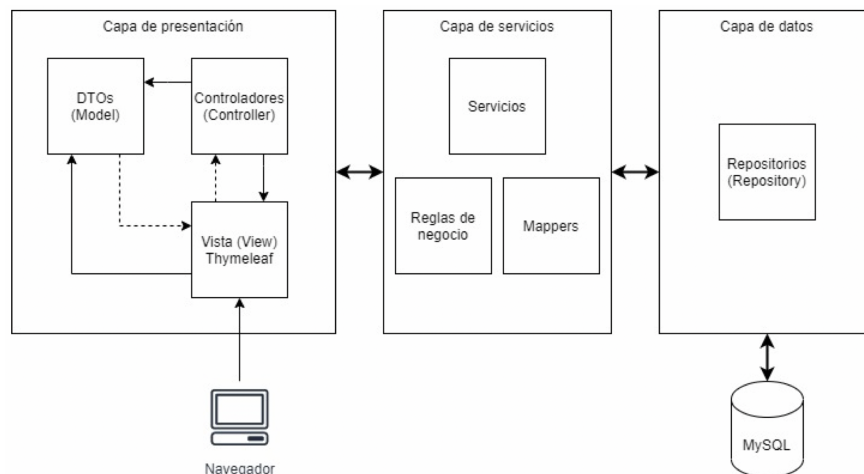 Capa de presentación
DTOs
(Model)
Controladores
(Controller)
Vista (View)
Thymeleaf
Navegador
Capa de servicios
Servicios
Reglas de
negocio
Mappers
Capa de datos
Repositorios
(Repository)
MySQL